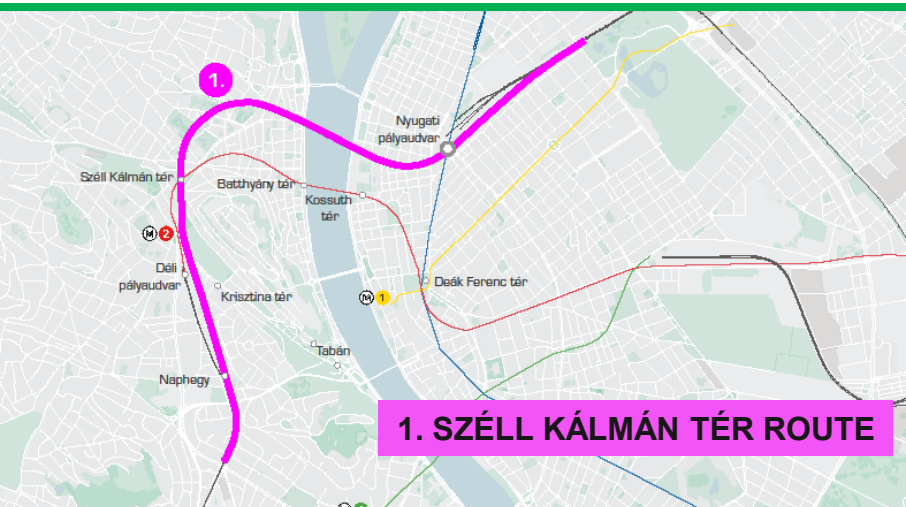 1.
Nyugati
pályaudvar
Széll Kálmán tér
Batthyány tér
Kossuth
tér
M 2
Déli
pályaudvar
Krisztina tér
M 1
Deák Ferenc tér
Tabán
Naphegy
1. SZÉLL KÁLMÁN TÉR ROUTE